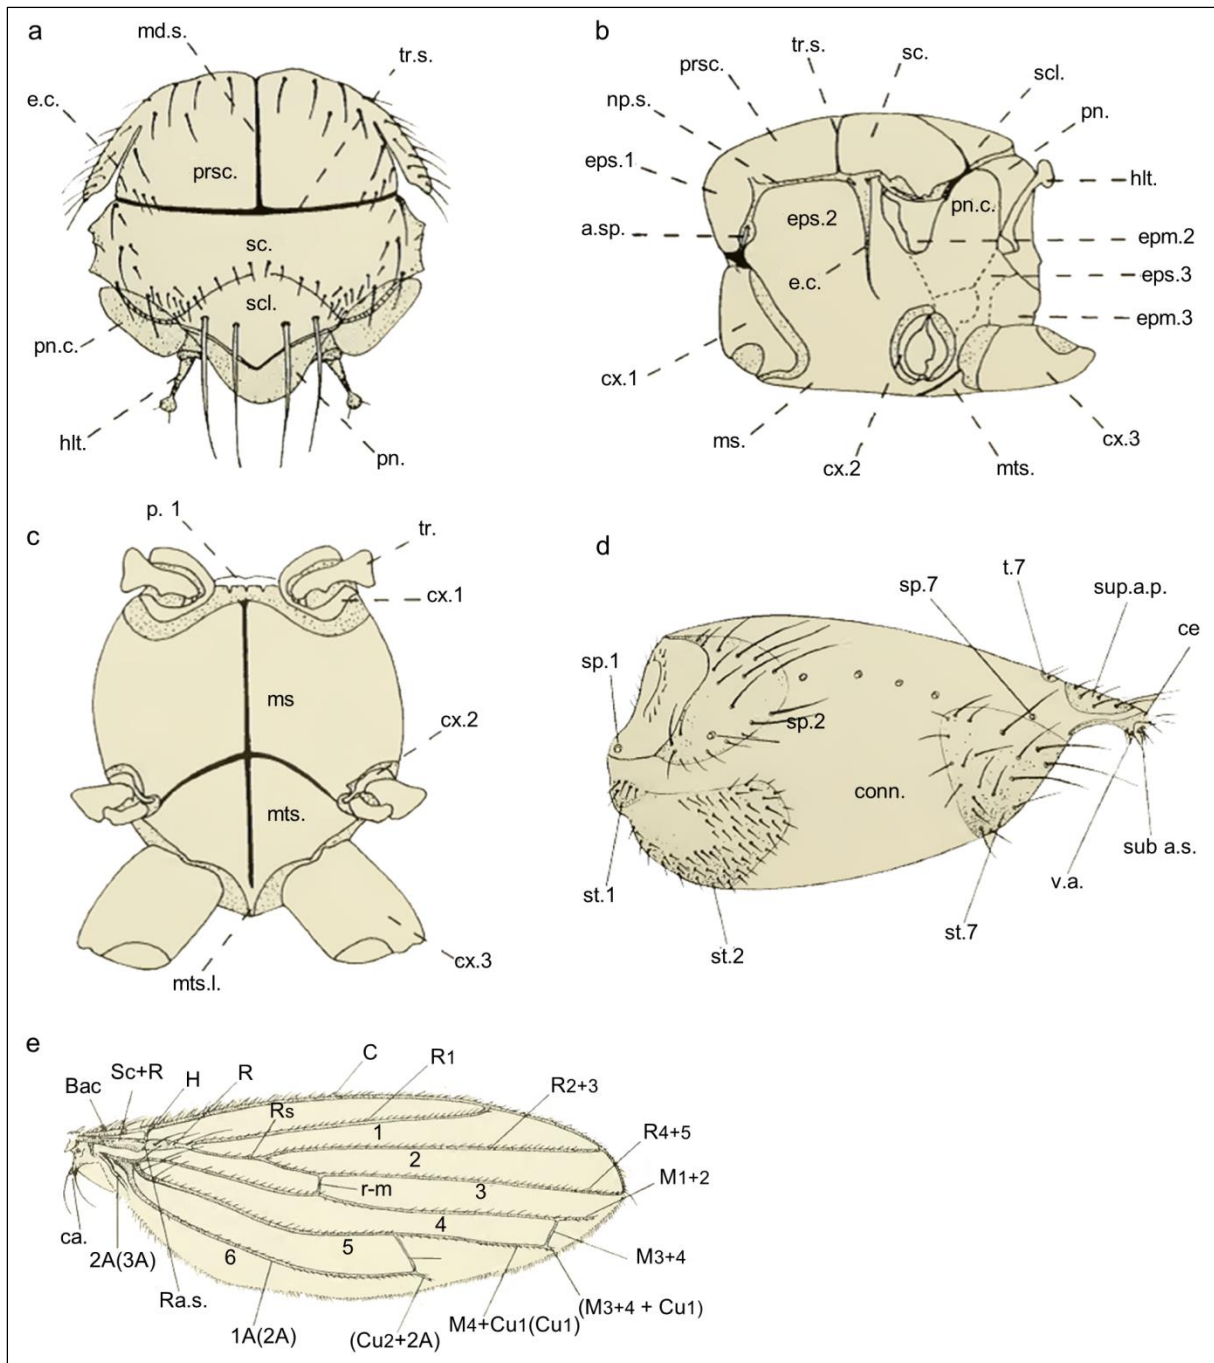 a
md.s.
tr.s.
e.c.
prsc.
sc.
scl.
pn.c.
hlt.
pn.
b
tr.s.
sc.
prsc.
scl.
np.s.
pn.
eps.1
hlt.
eps.2
pn.c.
a.sp.
epm.2
e.c.
eps.3
epm.3
cx.1
ms.
cx.2
mts.
cx.3
c
p. 1
tr.
cx.1
ms
cx.2
mts.
mts.l.
cx.3
d
t.7
sp.7
sup.a.p.
ce
sp.1
sp.2
conn.
st.1
sub a.s.
v.a.
st.7
st.2
e
C
R1
Sc+R
H
R
R2+3
Bac
Rs
R4+5
1
2
M1+2
r-m
3
4
ca.
5
M3+4
6
2A(3A)
Ra.s.
(M3+4 + Cu1)
M4+Cu1(Cu1)
1A(2A)
(Cu2+2A)